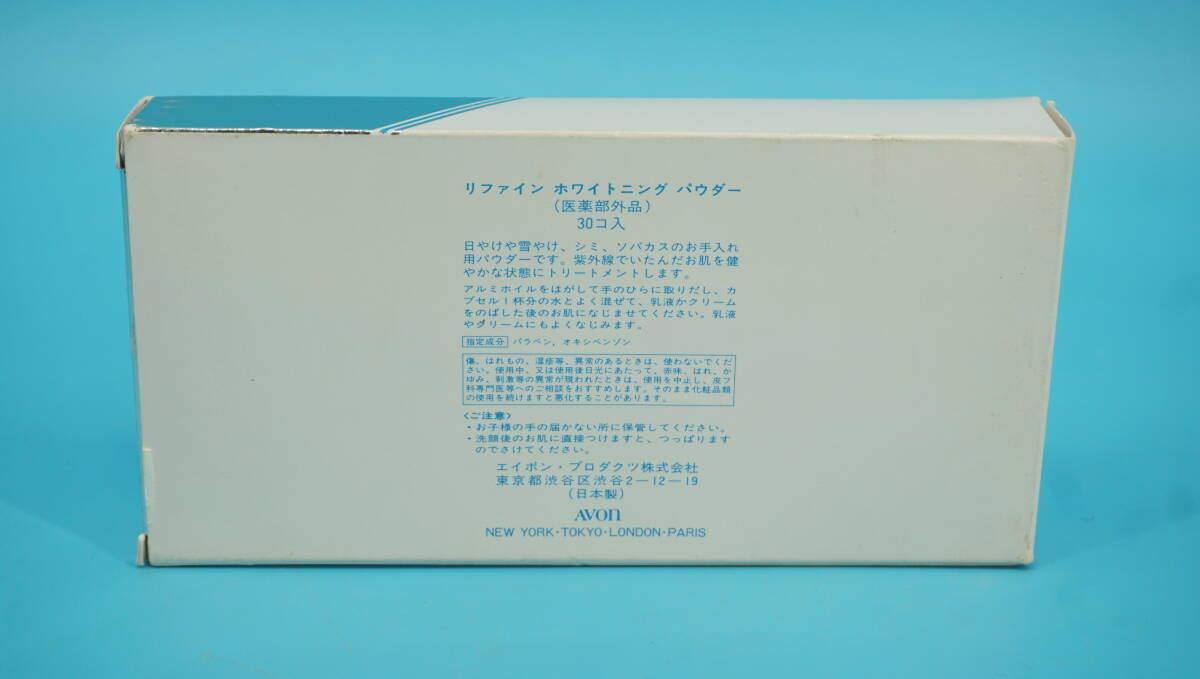 リファイン ホワイトニング パウダー
（医薬部外品）
30コ入
日やけや雪やけ、シミ、ソバカスのお手入れ
用パウダーです。紫外線でいたんだお肌を健
やかな状態にトリートメントします。
アルミホイルをはがして手のひらに取りだし、カ
プセル1杯分の水とよく混ぜて、乳液かクリーム
をのばした後のお肌になじませてください。乳液
やクリームにもよくなじみます。
指定成分 パラベン，オキシベンゾン
傷、はれもの、湿疹等、異常のあるときは、使わないでくだ
さい。使用中、又は使用後日光にあたって、赤味、はれ、か
ゆみ、刺激等の異常が現われたときは、使用を中止し、皮フ
科専門医等へのご相談をおすすめします。そのまま化粧品類
の使用を続けますと悪化することがあります。
〈ご注意〉
・お子様の手の届かない所に保管してください。
・洗顔後のお肌に直接つけますと、つっぱります
のでさけてください。
エイボン・プロダクツ株式会社
東京都渋谷区渋谷2－12－19
（日本製）
AVON
NEW YORK・TOKYO・LONDON・PARIS